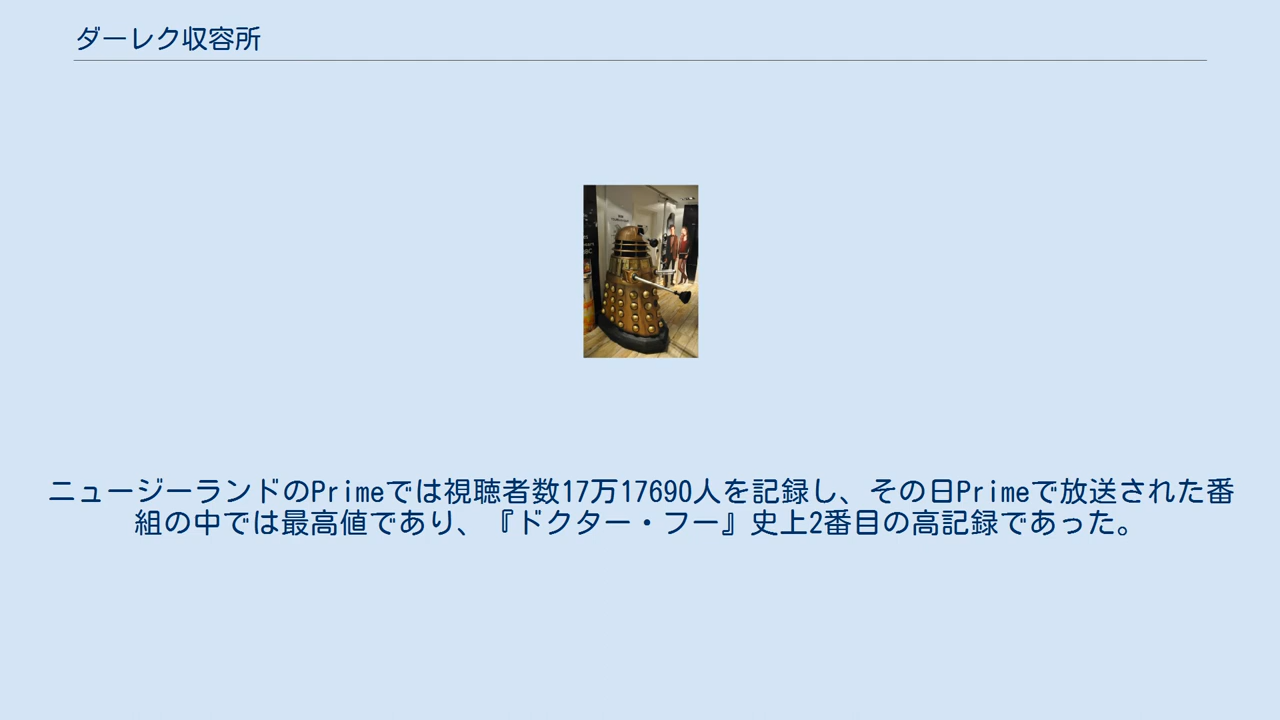 ダーレク収容所
ニュージーランドのPrimeでは視聴者数17万17690人を記録し、その日Primeで放送された番
組の中では最高値であり、『ドクター・フー』史上2番目の高記録であった。